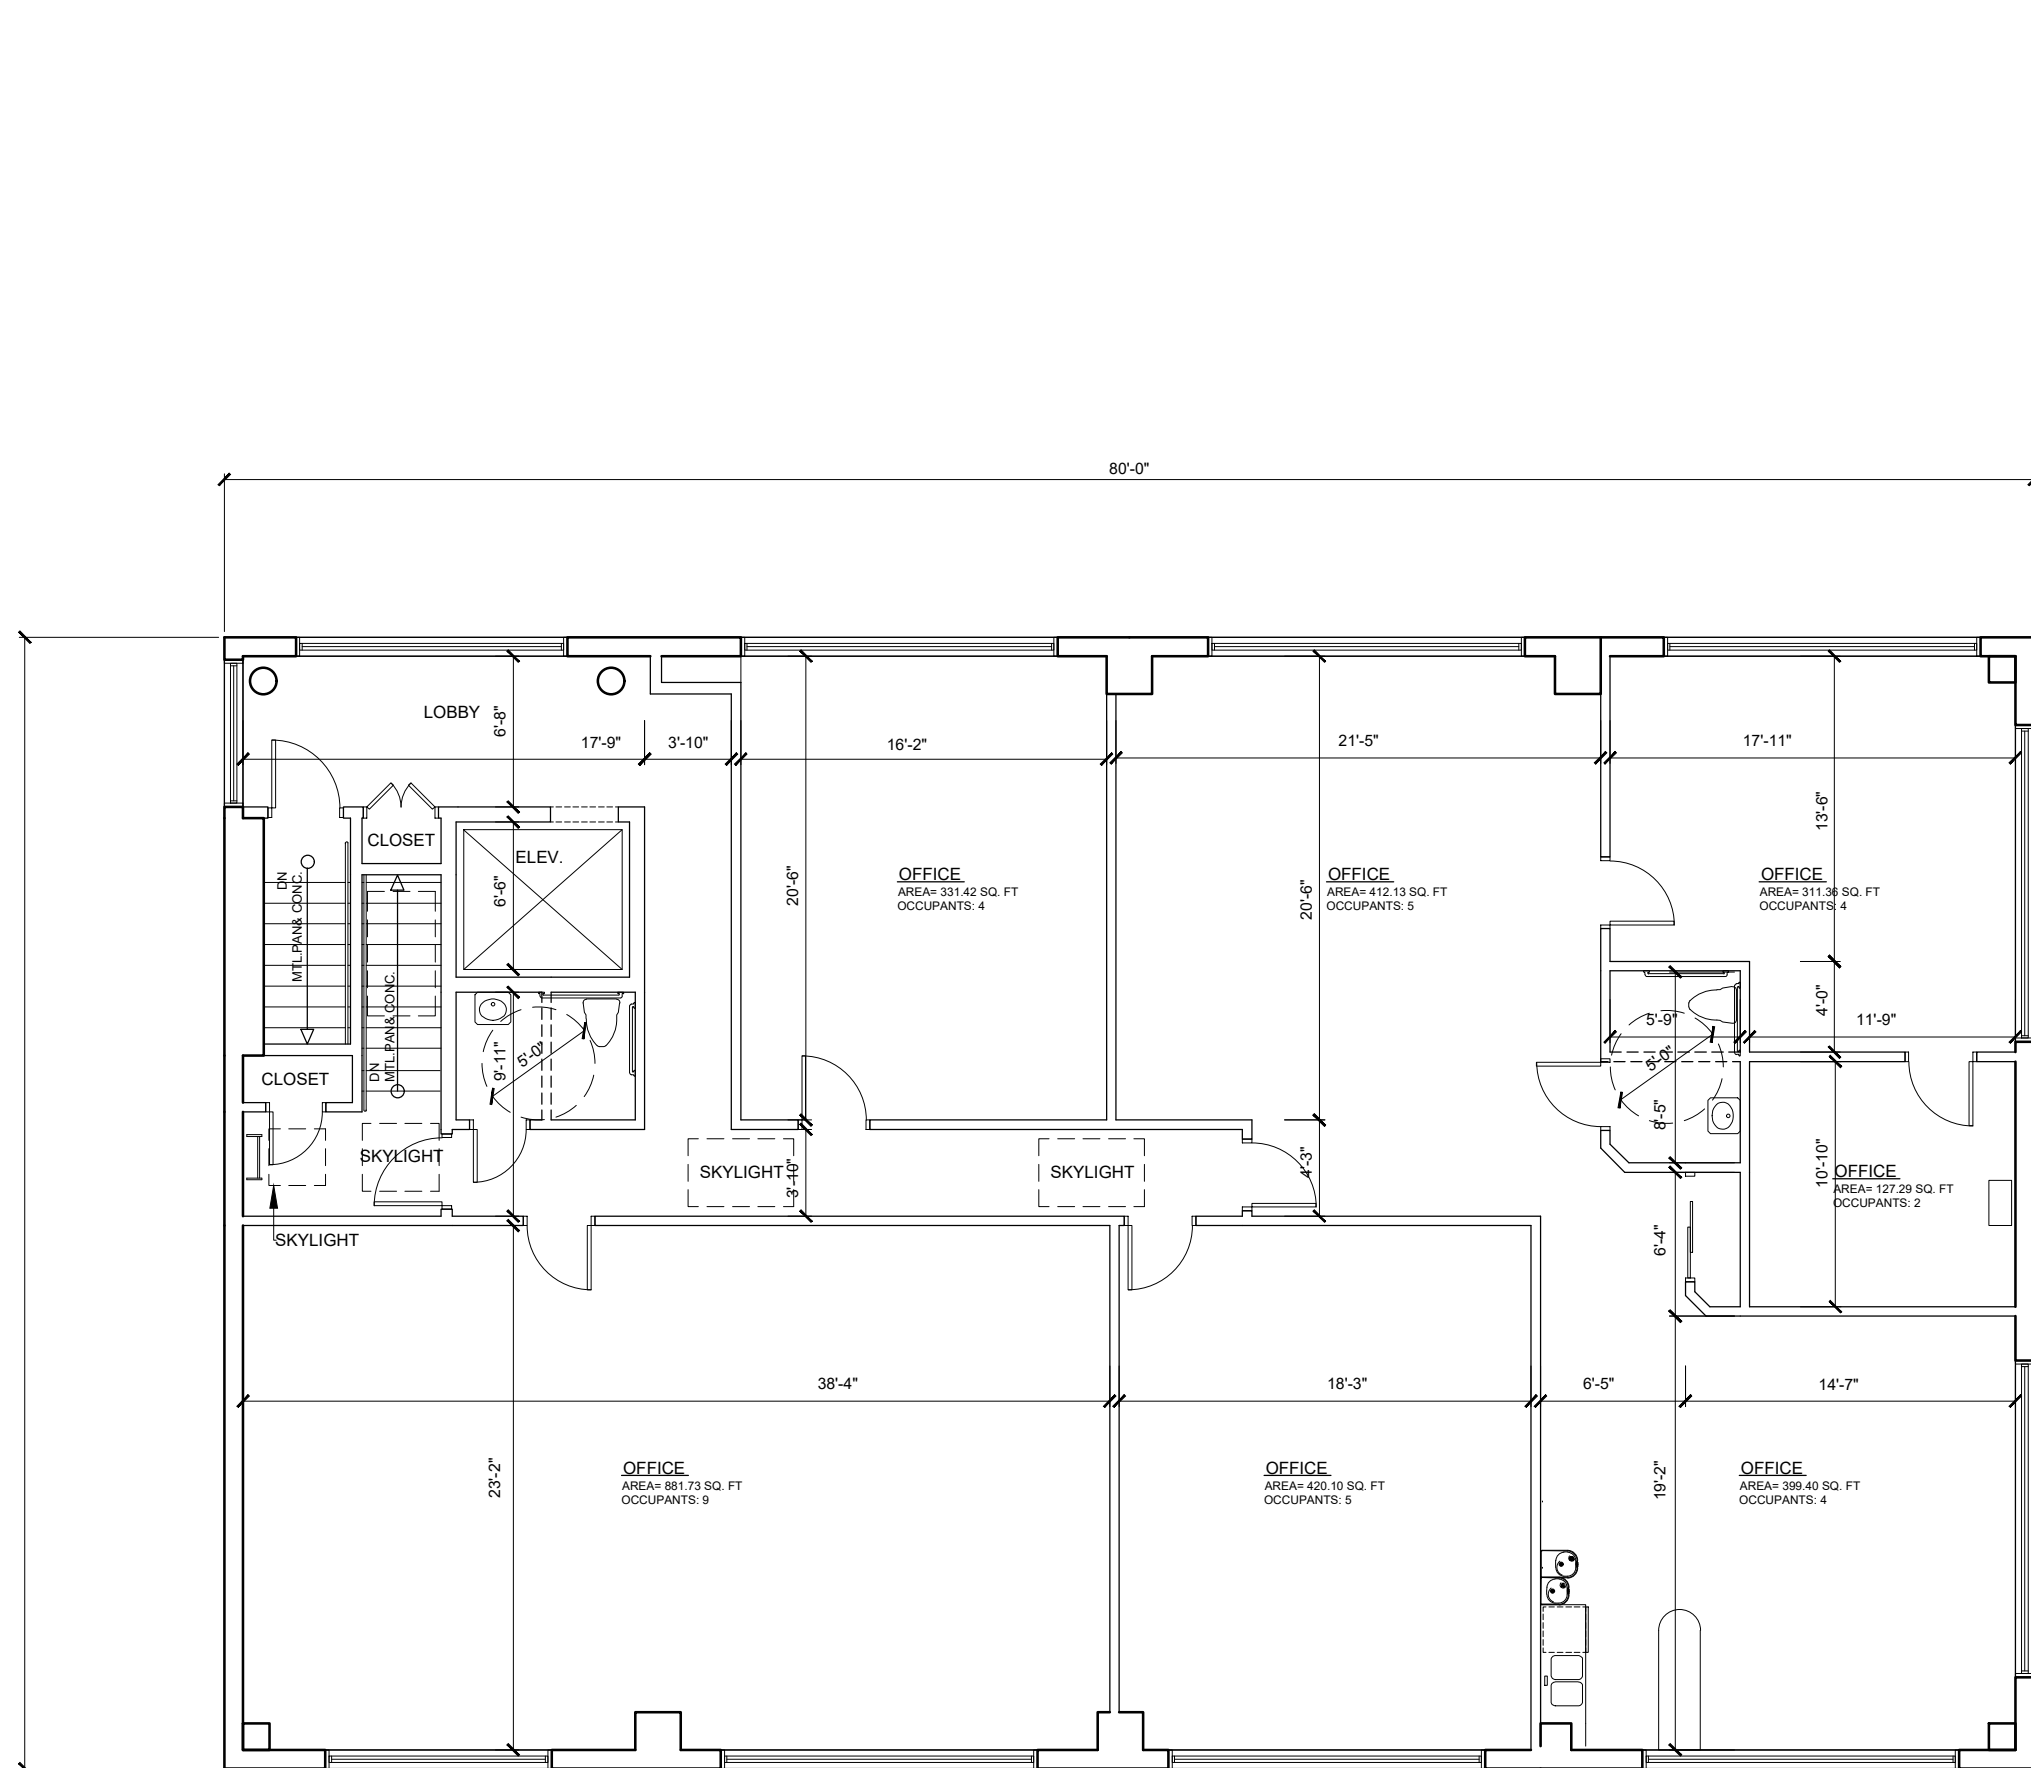 80'-0"
LOBBY
6'-8"
17'-9"
3'-10"
16'-2"
21'-5"
17'-11"
13'-6"
CLOSET
ELEV.
6'-6"
DN
MTL.PAN& CONC.
20'-6"
OFFICE
AREA= 331.42 SQ. FT
OCCUPANTS: 4
20'-6"
OFFICE
AREA= 412.13 SQ. FT
OCCUPANTS: 5
OFFICE
AREA= 311.36 SQ. FT
OCCUPANTS: 4
4'-0"
5'-9"
11'-9"
DN
MTL.PAN& CONC.
9'-11"
5'-0"
5'-0"
CLOSET
8'-5"
SKYLIGHT
SKYLIGHT
3'-10"
SKYLIGHT
4'-3"
10'-10"
OFFICE
AREA= 127.29 SQ. FT
OCCUPANTS: 2
SKYLIGHT
6'-4"
38'-4"
18'-3"
6'-5"
14'-7"
23'-2"
OFFICE
AREA= 881.73 SQ. FT
OCCUPANTS: 9
OFFICE
AREA= 420.10 SQ. FT
OCCUPANTS: 5
19'-2"
OFFICE
AREA= 399.40 SQ. FT
OCCUPANTS: 4